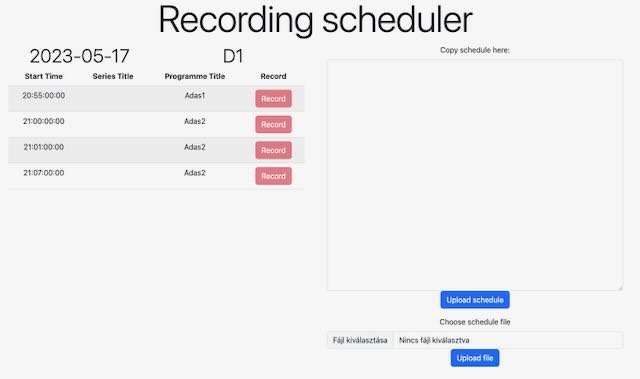 Recording scheduler
2023-05-17 D1
Start Time Series Title Programme Title Record
20:55:00:00 Adas1 Record
21:00:00:00 Adas2 Record
21:01:00:00 Adas2 Record
21:07:00:00 Adas2 Record
Copy schedule here:
Upload schedule
Choose schedule file
Fájl kiválasztása Nincs fájl kiválasztva
Upload file